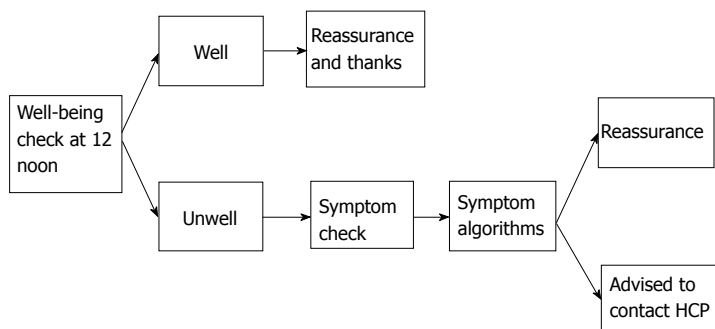 Well-being
check at 12
noon
Well
Reassurance
and thanks
Unwell
Symptom
check
Symptom
algorithms
Reassurance
Advised to
contact HCP